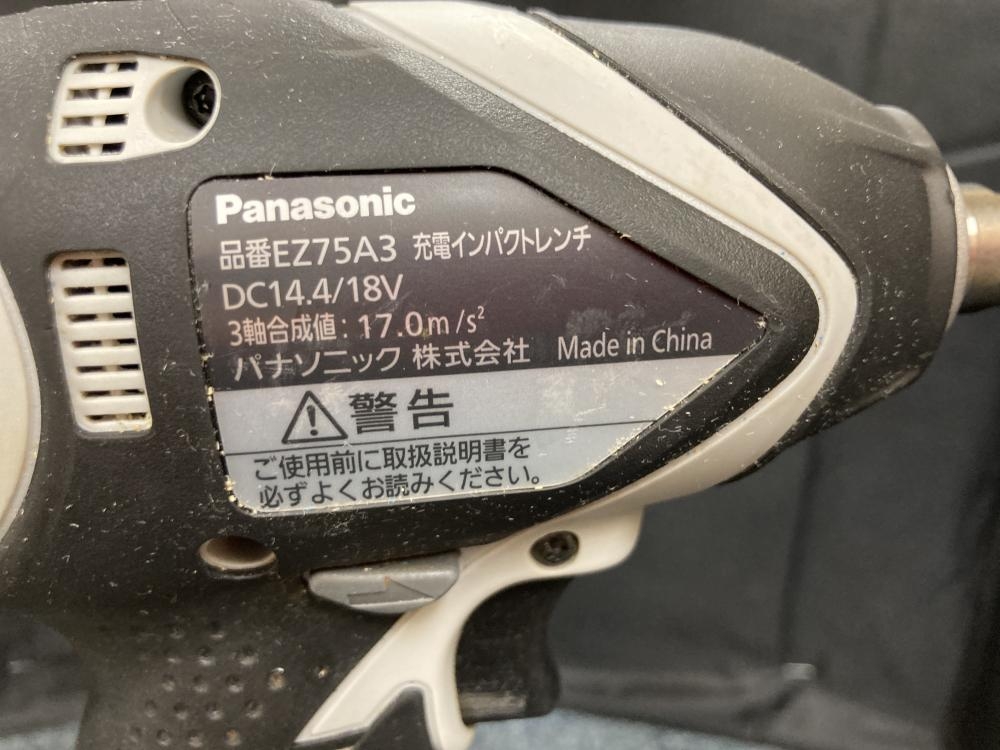 Panasonic
品番EZ75A3 充電インパクトレンチ
DC14.4/18V
3軸合成値：17.0m/s²
パナソニック 株式会社 Made in China
警告
ご使用前に取扱説明書を
必ずよくお読みください。